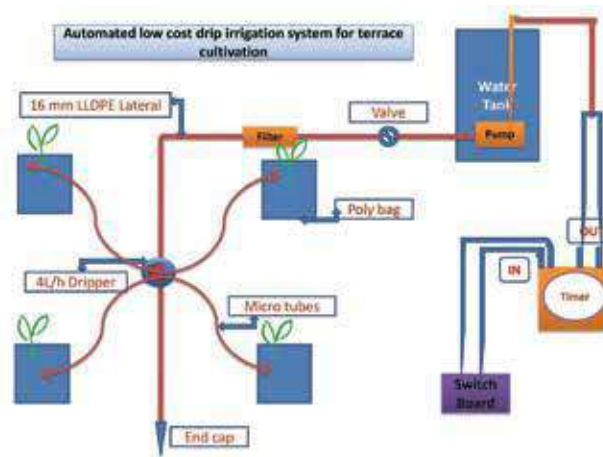 Automated low cost drip irrigation system for terrace
cultivation
16 mm LLDPE Lateral
Filter
Valve
Water
Tank
Pump
Poly bag
4L/h Dripper
Micro tubes
End cap
IN
OUT
Timer
Switch
Board